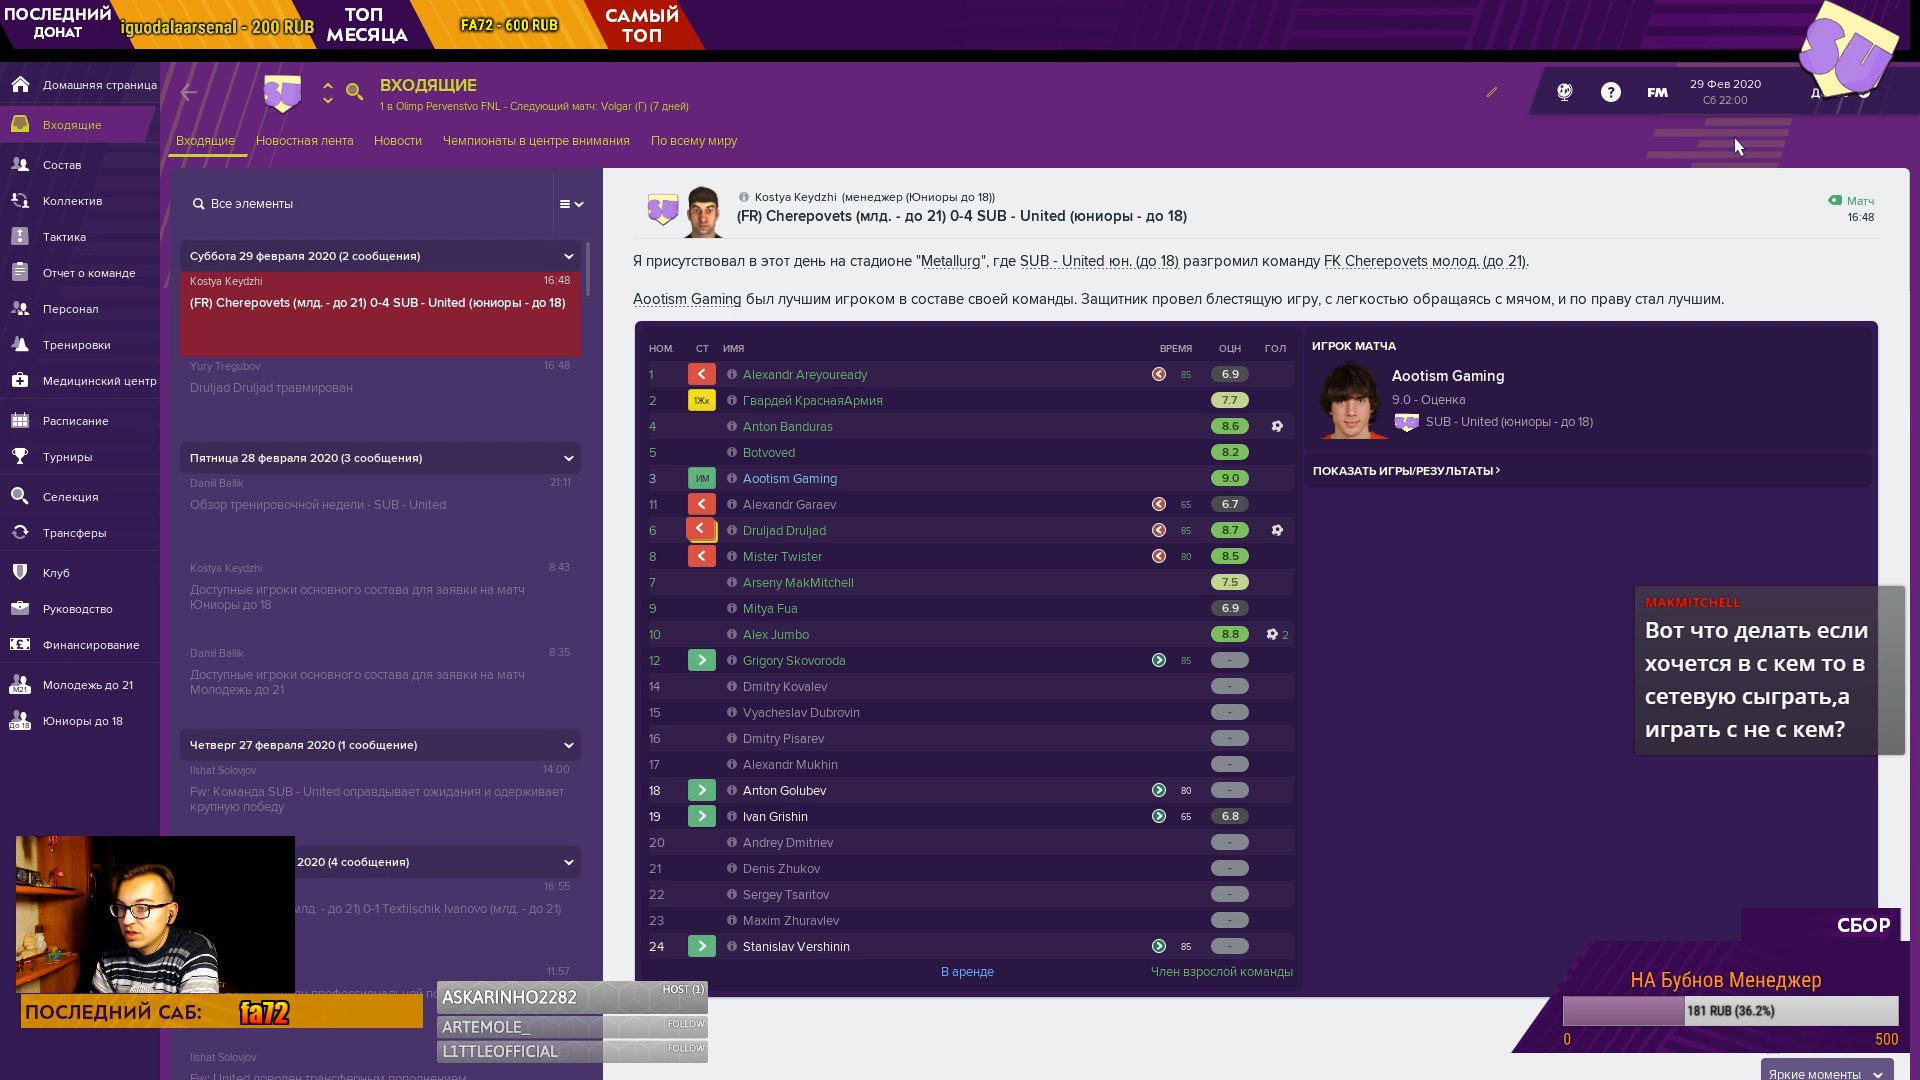 ПОСЛЕДНИЙ
ДОНАТ
iguodalaarsenal - 200 RUB
ТОП
МЕСЯЦА
FA72 - 600 RUB
САМЫЙ
ТОП
SU
Домашняя страница
Входящие
Состав
Коллектив
Тактика
Отчет о команде
Персонал
Тренировки
Медицинский центр
Расписание
Турниры
Селекция
Трансферы
Клуб
Руководство
Финансирование
Молодежь до 21
Юниоры до 18
ВХОДЯЩИЕ
1 в Olimp Pervenstvo FNL - Следующий матч: Volgar (Г) (7 дней)
FM
29 Фев 2020
Сб 22:00
Входящие
Новостная лента
Новости
Чемпионаты в центре внимания
По всему миру
Все элементы
Суббота 29 февраля 2020 (2 сообщения)
Kostya Keydzhi 16:48
(FR) Cherepovets (млд. - до 21) 0-4 SUB - United (юниоры - до 18)
Yury Tregubov 16:48
Druljad Druljad травмирован
Пятница 28 февраля 2020 (3 сообщения)
Daniil Ballik 21:11
Обзор тренировочной недели - SUB - United
Kostya Keydzhi 8:43
Доступные игроки основного состава для заявки на матч
Юниоры до 18
Daniil Ballik 8:35
Доступные игроки основного состава для заявки на матч
Молодежь до 21
Четверг 27 февраля 2020 (1 сообщение)
Ilshat Solovjov 14:00
Fw: Команда SUB - United оправдывает ожидания и одерживает
крупную победу
2020 (4 сообщения)
16:55
млд. - до 21) 0-1 Textilschik Ivanovo (млд. - до 21)
11:57
Ilshat Solovjov
Fw: United доволен трансферным пополнением
Kostya Keydzhi (менеджер (Юниоры до 18))
(FR) Cherepovets (млд. - до 21) 0-4 SUB - United (юниоры - до 18)
Матч
16:48
Я присутствовал в этот день на стадионе "Metallurg", где SUB - United юн. (до 18) разгромил команду FK Cherepovets молод. (до 21).
Aootism Gaming был лучшим игроком в составе своей команды. Защитник провел блестящую игру, с легкостью обращаясь с мячом, и по праву стал лучшим.
НОМ. СТ ИМЯ ВРЕМЯ ОЦН ГОЛ
1 Alexandr Areyouready 85 6.9
2 1Жк Гвардей КраснаяАрмия 7.7
4 Anton Banduras 8.6
5 Botvoved 8.2
3 ИМ Aootism Gaming 9.0
11 Alexandr Garaev 65 6.7
6 Druljad Druljad 85 8.7
8 Mister Twister 80 8.5
7 Arseny MakMitchell 7.5
9 Mitya Fua 6.9
10 Alex Jumbo 8.8 2
12 Grigory Skovoroda 85 -
14 Dmitry Kovalev -
15 Vyacheslav Dubrovin -
16 Dmitry Pisarev -
17 Alexandr Mukhin -
18 Anton Golubev 80 -
19 Ivan Grishin 65 6.8
20 Andrey Dmitriev -
21 Denis Zhukov -
22 Sergey Tsaritov -
23 Maxim Zhuravlev -
24 Stanislav Vershinin 85 -
В аренде Член взрослой команды
ИГРОК МАТЧА
Aootism Gaming
9.0 - Оценка
SUB - United (юниоры - до 18)
ПОКАЗАТЬ ИГРЫ/РЕЗУЛЬТАТЫ
MAKMITCHELL
Вот что делать если
хочется в с кем то в
сетевую сыграть,а
играть с не с кем?
ПОСЛЕДНИЙ САБ: fa72
ASKARINHO2282 HOST (1)
ARTEMOLE_ FOLLOW
L1TTLEOFFICIAL FOLLOW
СБОР
НА Бубнов Менеджер
181 RUB (36.2%)
0 500
Яркие моменты